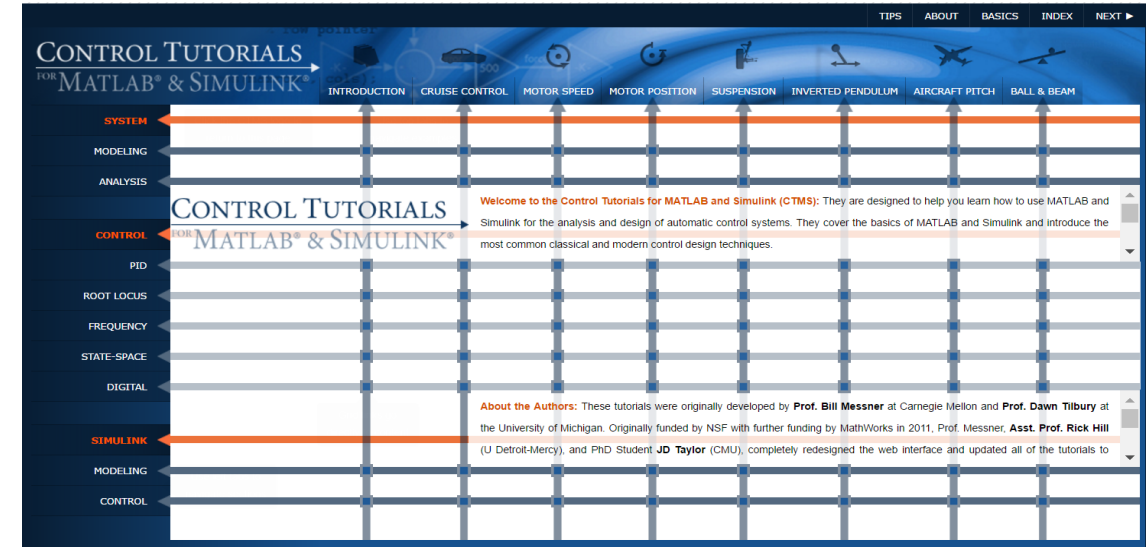 TIPS ABOUT BASICS INDEX NEXT ►
CONTROL TUTORIALS
FOR MATLAB® & SIMULINK®
INTRODUCTION CRUISE CONTROL MOTOR SPEED MOTOR POSITION SUSPENSION INVERTED PENDULUM AIRCRAFT PITCH BALL & BEAM
SYSTEM
MODELING
ANALYSIS
CONTROL TUTORIALS
FOR MATLAB® & SIMULINK®
Welcome to the Control Tutorials for MATLAB and Simulink (CTMS): They are designed to help you learn how to use MATLAB and
Simulink for the analysis and design of automatic control systems. They cover the basics of MATLAB and Simulink and introduce the
most common classical and modern control design techniques.
CONTROL
PID
ROOT LOCUS
FREQUENCY
STATE-SPACE
DIGITAL
About the Authors: These tutorials were originally developed by Prof. Bill Messner at Carnegie Mellon and Prof. Dawn Tilbury at
the University of Michigan. Originally funded by NSF with further funding by MathWorks in 2011, Prof. Messner, Asst. Prof. Rick Hill
(U Detroit-Mercy), and PhD Student JD Taylor (CMU), completely redesigned the web interface and updated all of the tutorials to
SIMULINK
MODELING
CONTROL